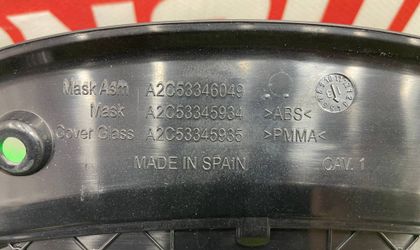 Mask Asm A2C53346049
Mask A2C53345934 >ABS<
Cover Glass A2C53345935 >PMMA<
MADE IN SPAIN CAV. 1